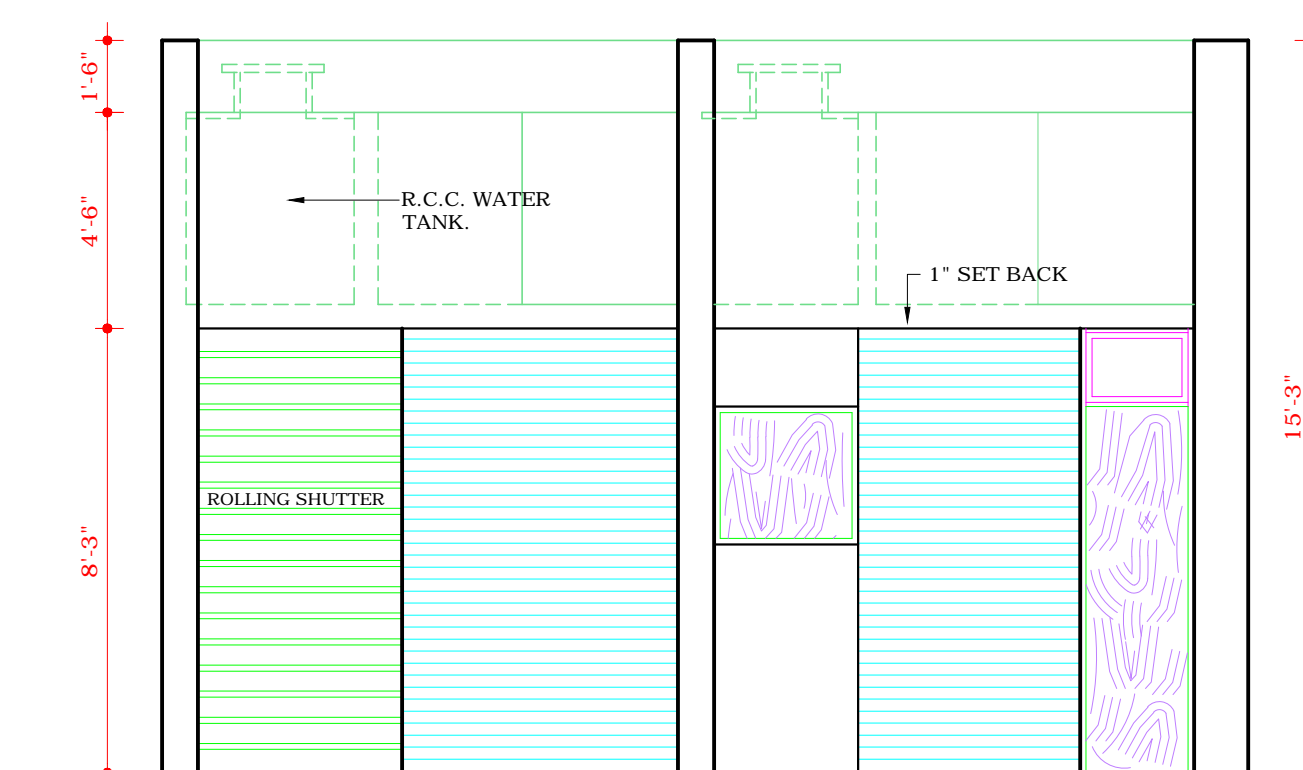 1'-6"
4'-6"
R.C.C. WATER
TANK.
1" SET BACK
15'-3"
ROLLING SHUTTER
8'-3"